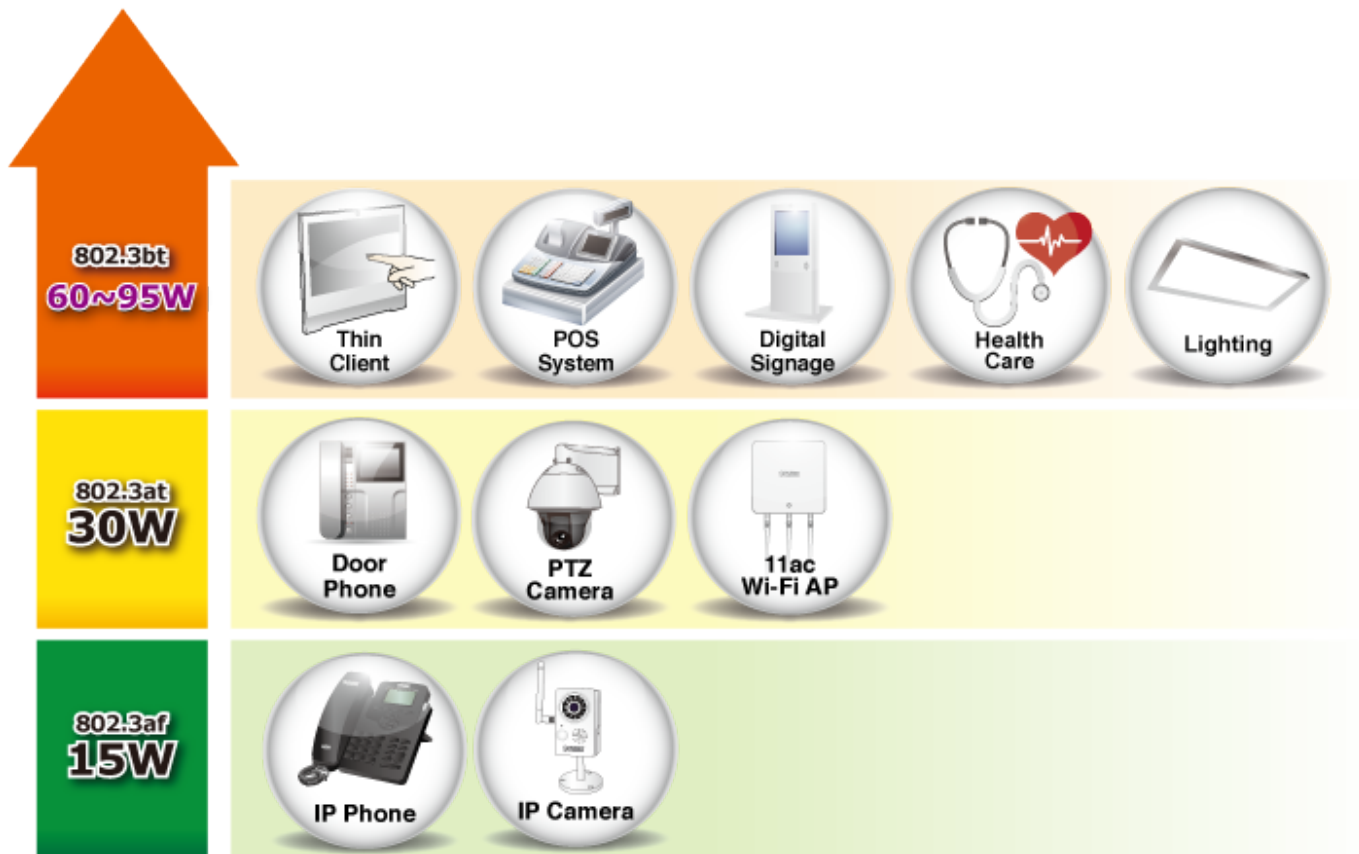 802.3bt
60~95W
Thin
Client
POS
System
Digital
Signage
Health
Care
Lighting
802.3at
30W
Door
Phone
PTZ
Camera
11ac
Wi-Fi AP
802.3af
15W
IP Phone
IP Camera